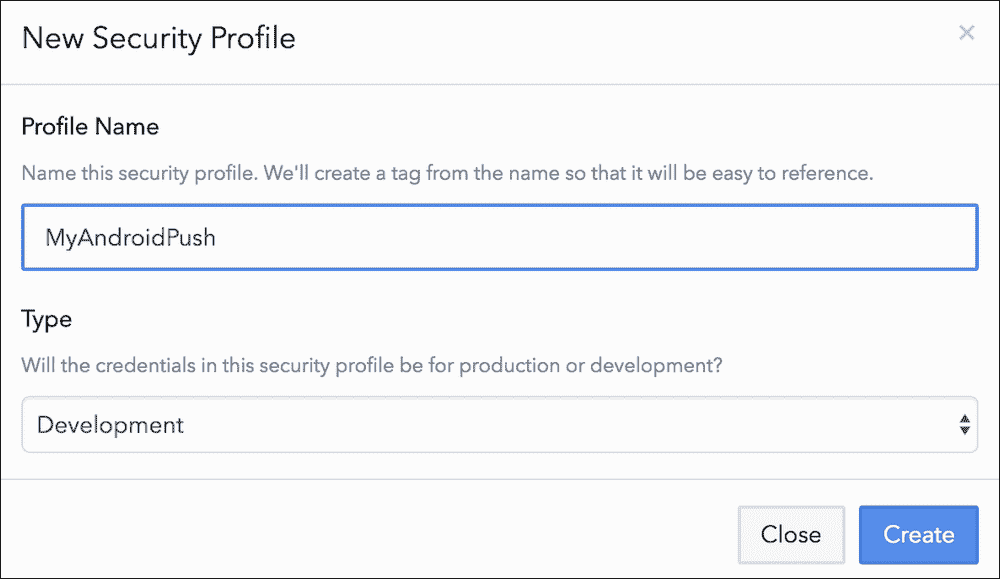 New Security Profile
Profile Name
Name this security profile. We'll create a tag from the name so that it will be easy to reference.
MyAndroidPush
Type
Will the credentials in this security profile be for production or development?
Development
Close Create